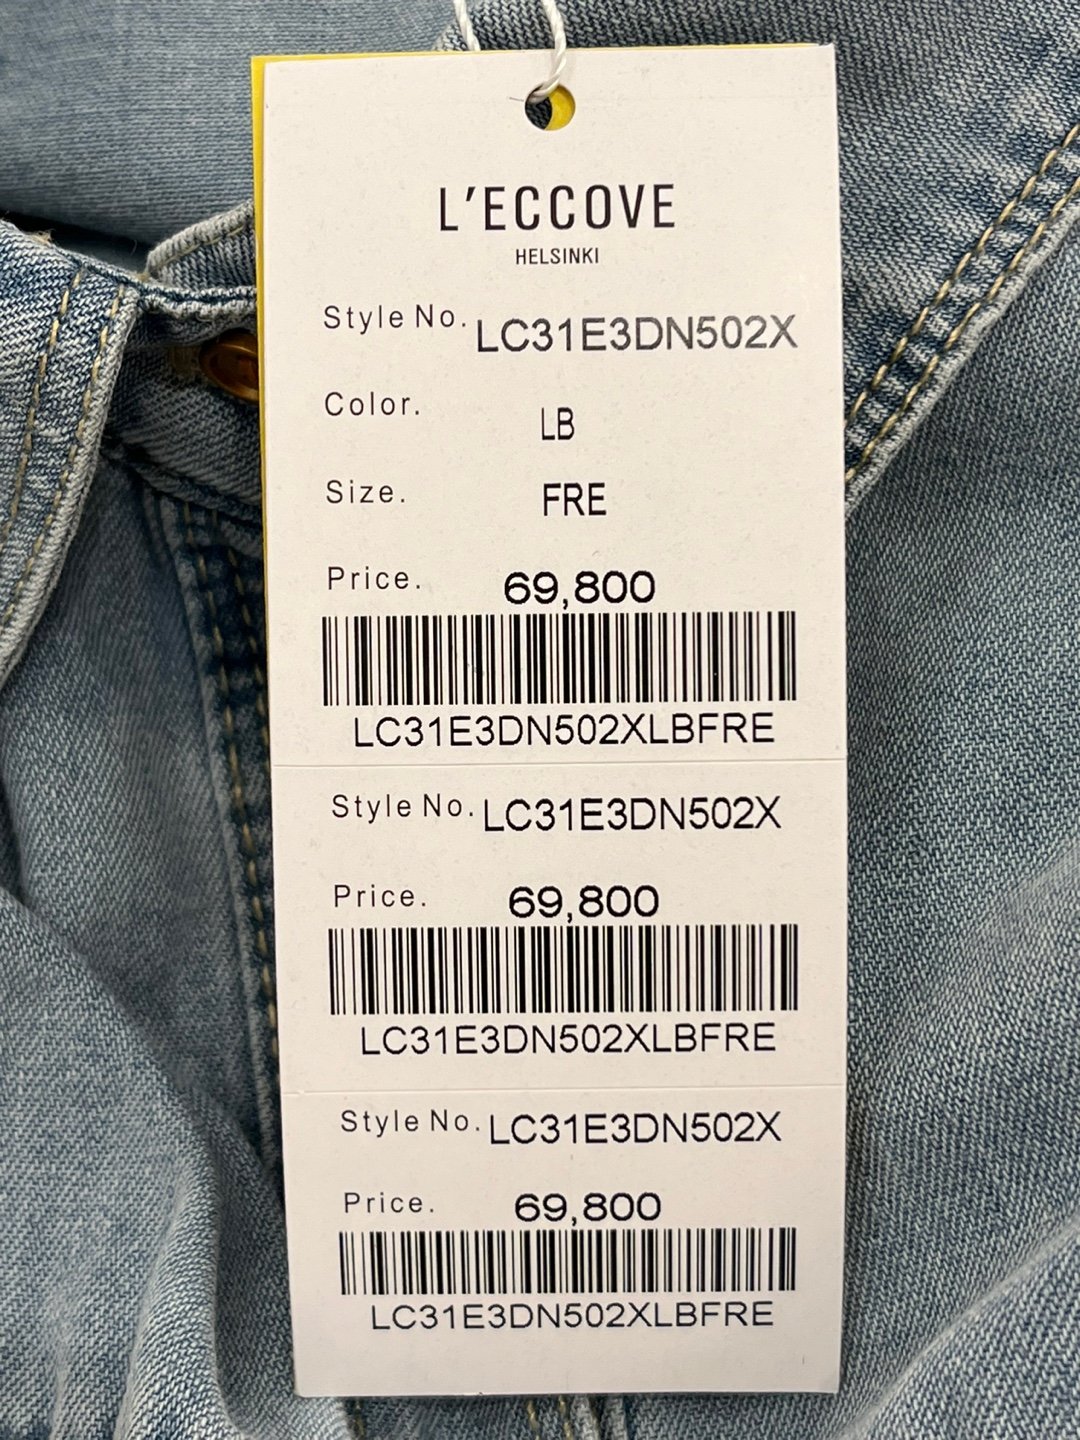 L'ECCOVE
HELSINKI
Style No. LC31E3DN502X
Color. LB
Size. FRE
Price. 69,800
LC31E3DN502XLBFRE
Style No. LC31E3DN502X
Price. 69,800
LC31E3DN502XLBFRE
Style No. LC31E3DN502X
Price. 69,800
LC31E3DN502XLBFRE